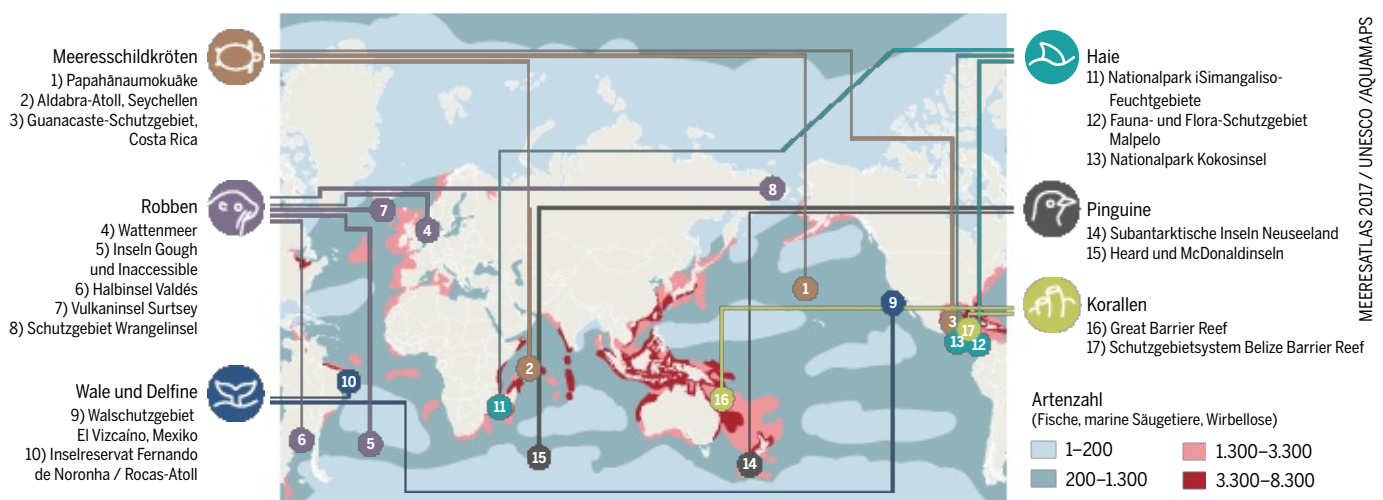 Meeresschildkröten
1) Papahānaumokuāke
2) Aldabra-Atoll, Seychellen
3) Guanacaste-Schutzgebiet,
Costa Rica
Robben
4) Wattenmeer
5) Inseln Gough
und Inaccessible
6) Halbinsel Valdés
7) Vulkaninsel Surtsey
8) Schutzgebiet Wrangelinsel
Wale und Delfine
9) Walschutzgebiet
El Vizcaíno, Mexiko
10) Inselreservat Fernando
de Noronha / Rocas-Atoll
8
7
4
1
9
3
17
13
12
2
10
11
16
6
5
15
14
Haie
11) Nationalpark iSimangaliso-
Feuchtgebiete
12) Fauna- und Flora-Schutzgebiet
Malpelo
13) Nationalpark Kokosinsel
Pinguine
14) Subantarktische Inseln Neuseeland
15) Heard und McDonaldinseln
Korallen
16) Great Barrier Reef
17) Schutzgebietsystem Belize Barrier Reef
Artenzahl
(Fische, marine Säugetiere, Wirbellose)
1–200
1.300–3.300
200–1.300
3.300–8.300
MEERESATLAS 2017 / UNESCO /AQUAMAPS